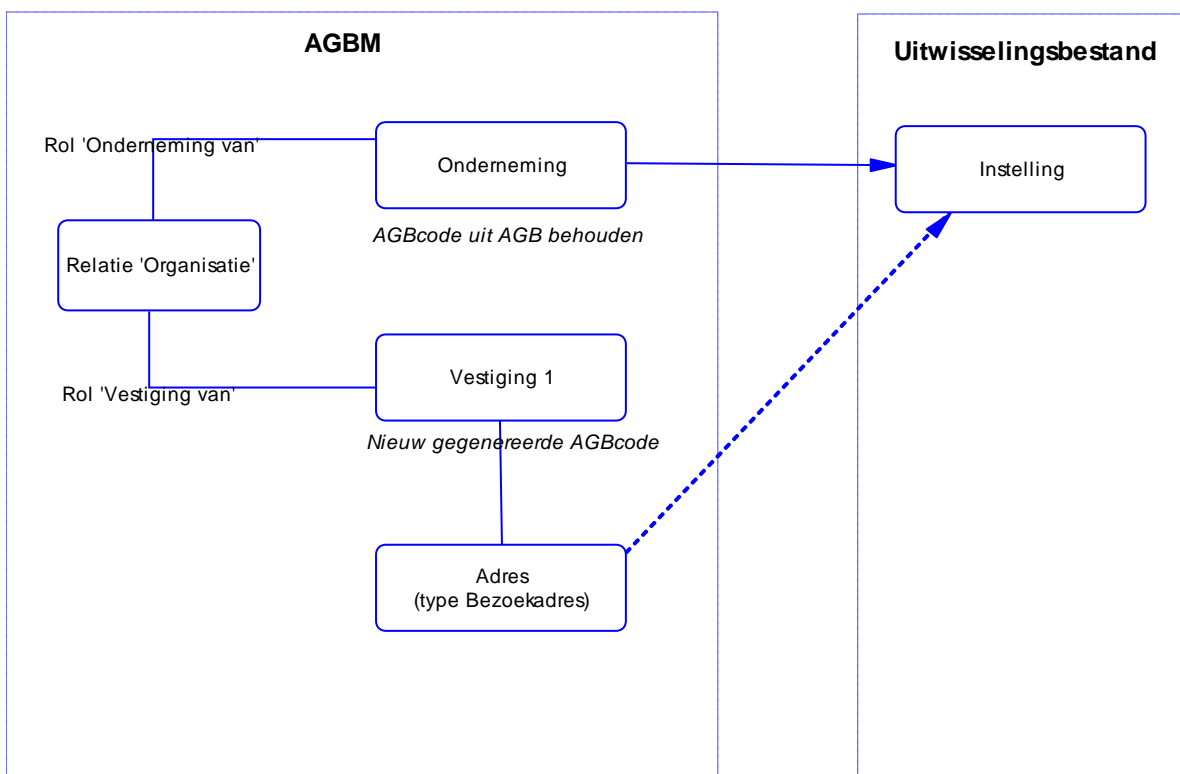 AGBM
Uitwisselingsbestand
Rol 'Onderneming van'
Onderneming
Instelling
AGBcode uit AGB behouden
Relatie 'Organisatie'
Vestiging 1
Rol 'Vestiging van'
Nieuw gegenereerde AGBcode
Adres
(type Bezoekadres)